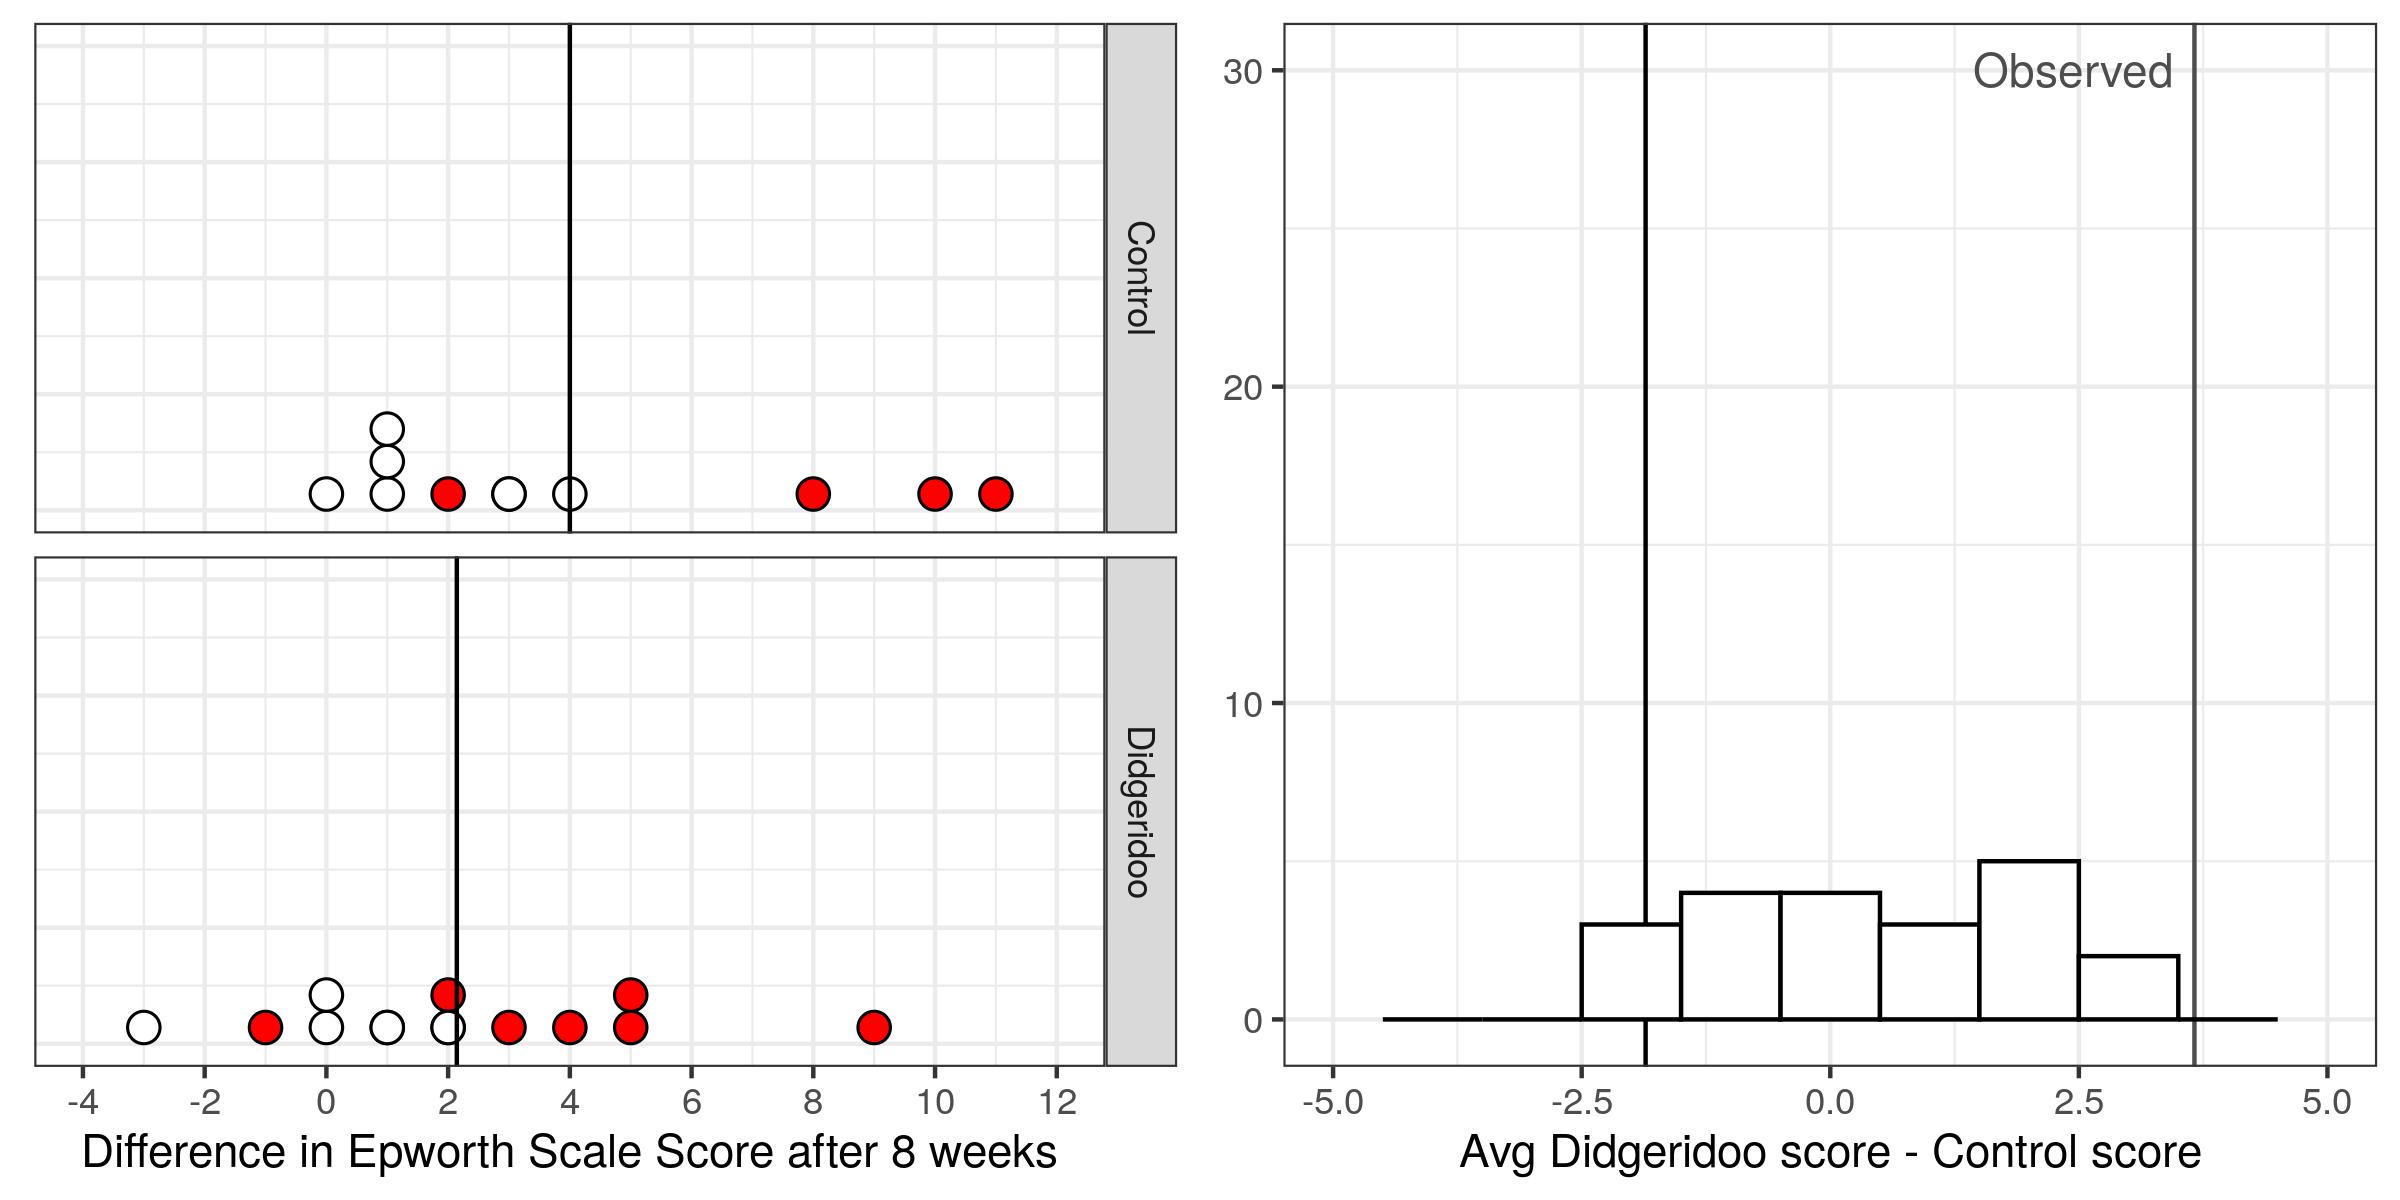 Control
Didgeridoo
-4 -2 0 2 4 6 8 10 12
Difference in Epworth Scale Score after 8 weeks
Observed
30
20
10
0
-5.0 -2.5 0.0 2.5 5.0
Avg Didgeridoo score - Control score